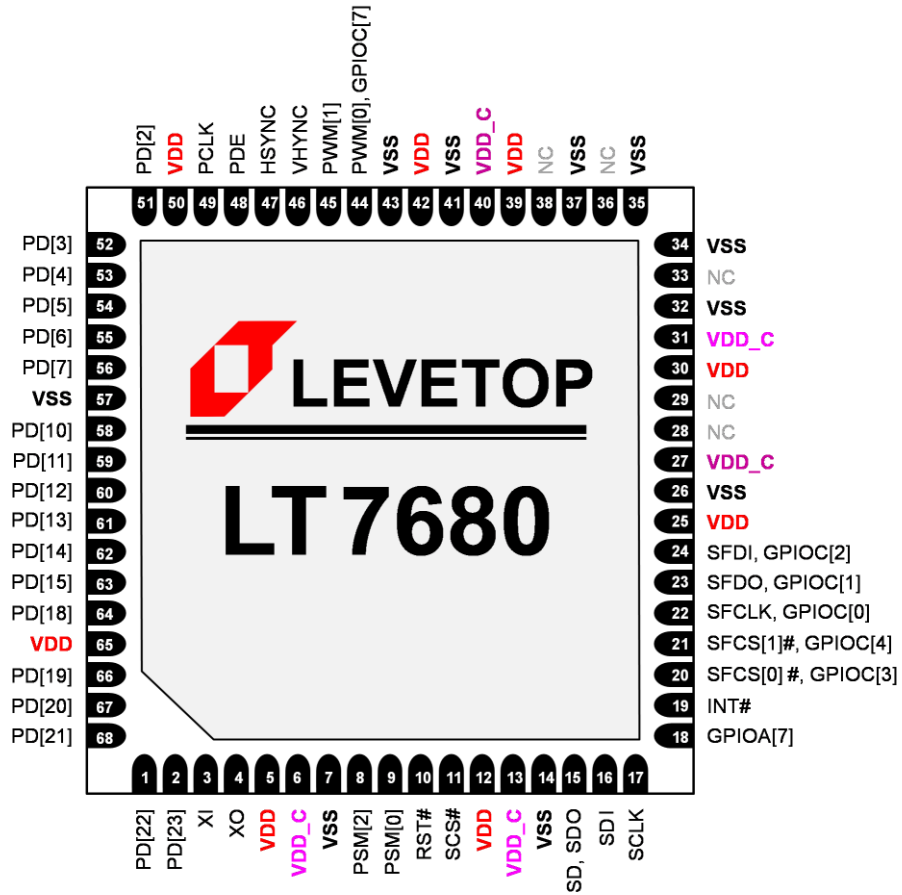 PD[2]
VDD
PCLK
PDE
HSYNC
VHYNC
PWM[1]
PWM[0], GPIOC[7]
VSS
VDD
VSS
VDD_C
VDD
NC
VSS
NC
VSS
51 50 49 48 47 46 45 44 43 42 41 40 39 38 37 36 35
PD[3] 52
PD[4] 53
PD[5] 54
PD[6] 55
PD[7] 56
VSS 57
PD[10] 58
PD[11] 59
PD[12] 60
PD[13] 61
PD[14] 62
PD[15] 63
PD[18] 64
VDD 65
PD[19] 66
PD[20] 67
PD[21] 68
LEVETOP
LT7680
34 VSS
33 NC
32 VSS
31 VDD_C
30 VDD
29 NC
28 NC
27 VDD_C
26 VSS
25 VDD
24 SFDI, GPIOC[2]
23 SFDO, GPIOC[1]
22 SFCLK, GPIOC[0]
21 SFCS[1]#, GPIOC[4]
20 SFCS[0] #, GPIOC[3]
19 INT#
18 GPIOA[7]
1 2 3 4 5 6 7 8 9 10 11 12 13 14 15 16 17
PD[22]
PD[23]
XI
XO
VDD
VDD_C
VSS
PSM[2]
PSM[0]
RST#
SCS#
VDD
VDD_C
VSS
SD, SDO
SDI
SCLK